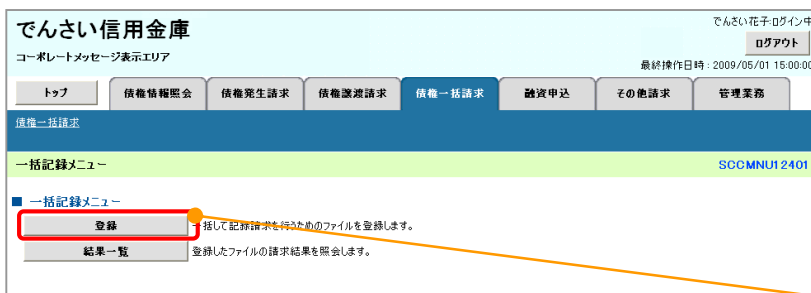 でんさい信用金庫
でんさい花子:ログイン中
コーポレートメッセージ表示エリア
ログアウト
最終操作日時:2009/05/01 15:00:00
トップ 債権情報照会 債権発生請求 債権譲渡請求 債権一括請求 融資申込 その他請求 管理業務
債権一括請求
一括記録メニュー SCCMNU12401
■ 一括記録メニュー
登録 一括して記録請求を行うためのファイルを登録します。
結果一覧 登録したファイルの請求結果を照会します。